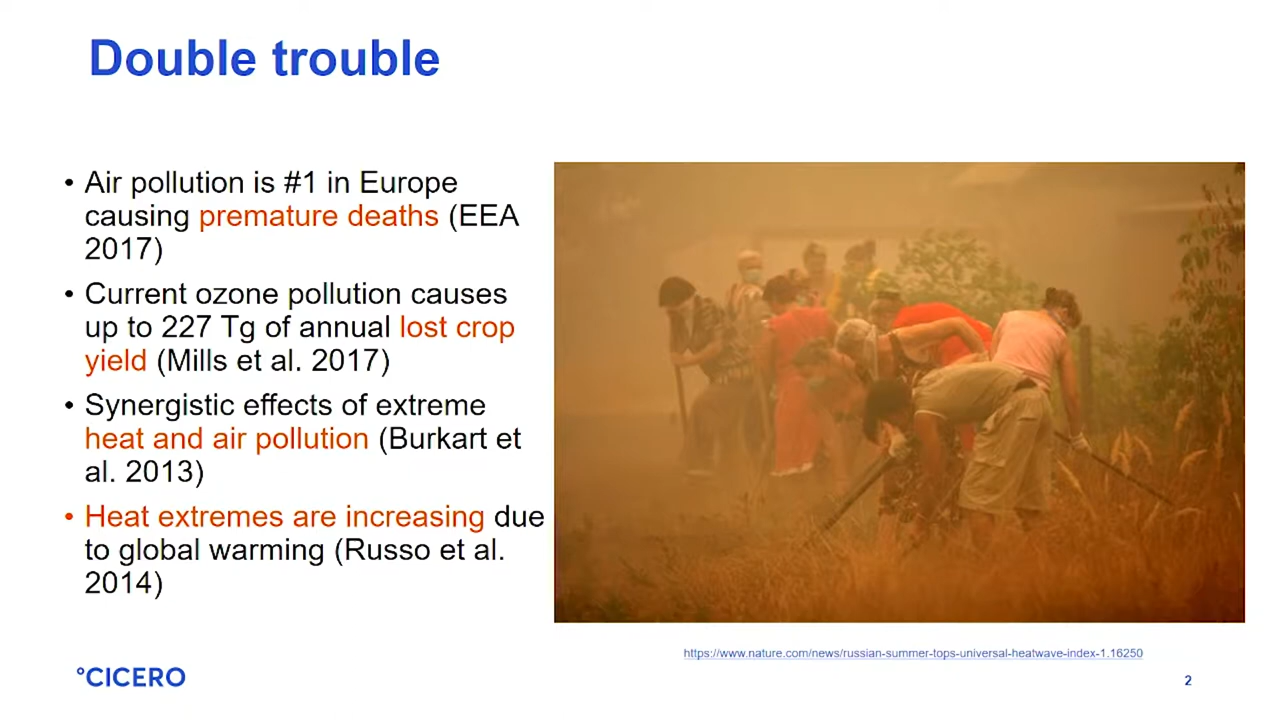 Double trouble
• Air pollution is #1 in Europe
causing premature deaths (EEA
2017)
• Current ozone pollution causes
up to 227 Tg of annual lost crop
yield (Mills et al. 2017)
• Synergistic effects of extreme
heat and air pollution (Burkart et
al. 2013)
• Heat extremes are increasing due
to global warming (Russo et al.
2014)
https://www.nature.com/news/russian-summer-tops-universal-heatwave-index-1.16250
°CICERO
2